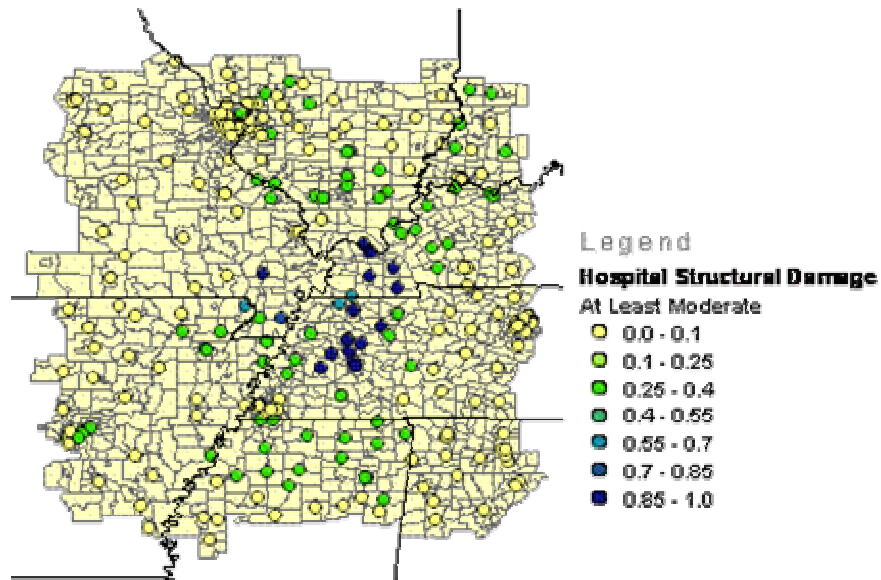 Legend
Hospital Structural Damage
At Least Moderate
0.0 - 0.1
0.1 - 0.25
0.25 - 0.4
0.4 - 0.55
0.55 - 0.7
0.7 - 0.85
0.85 - 1.0